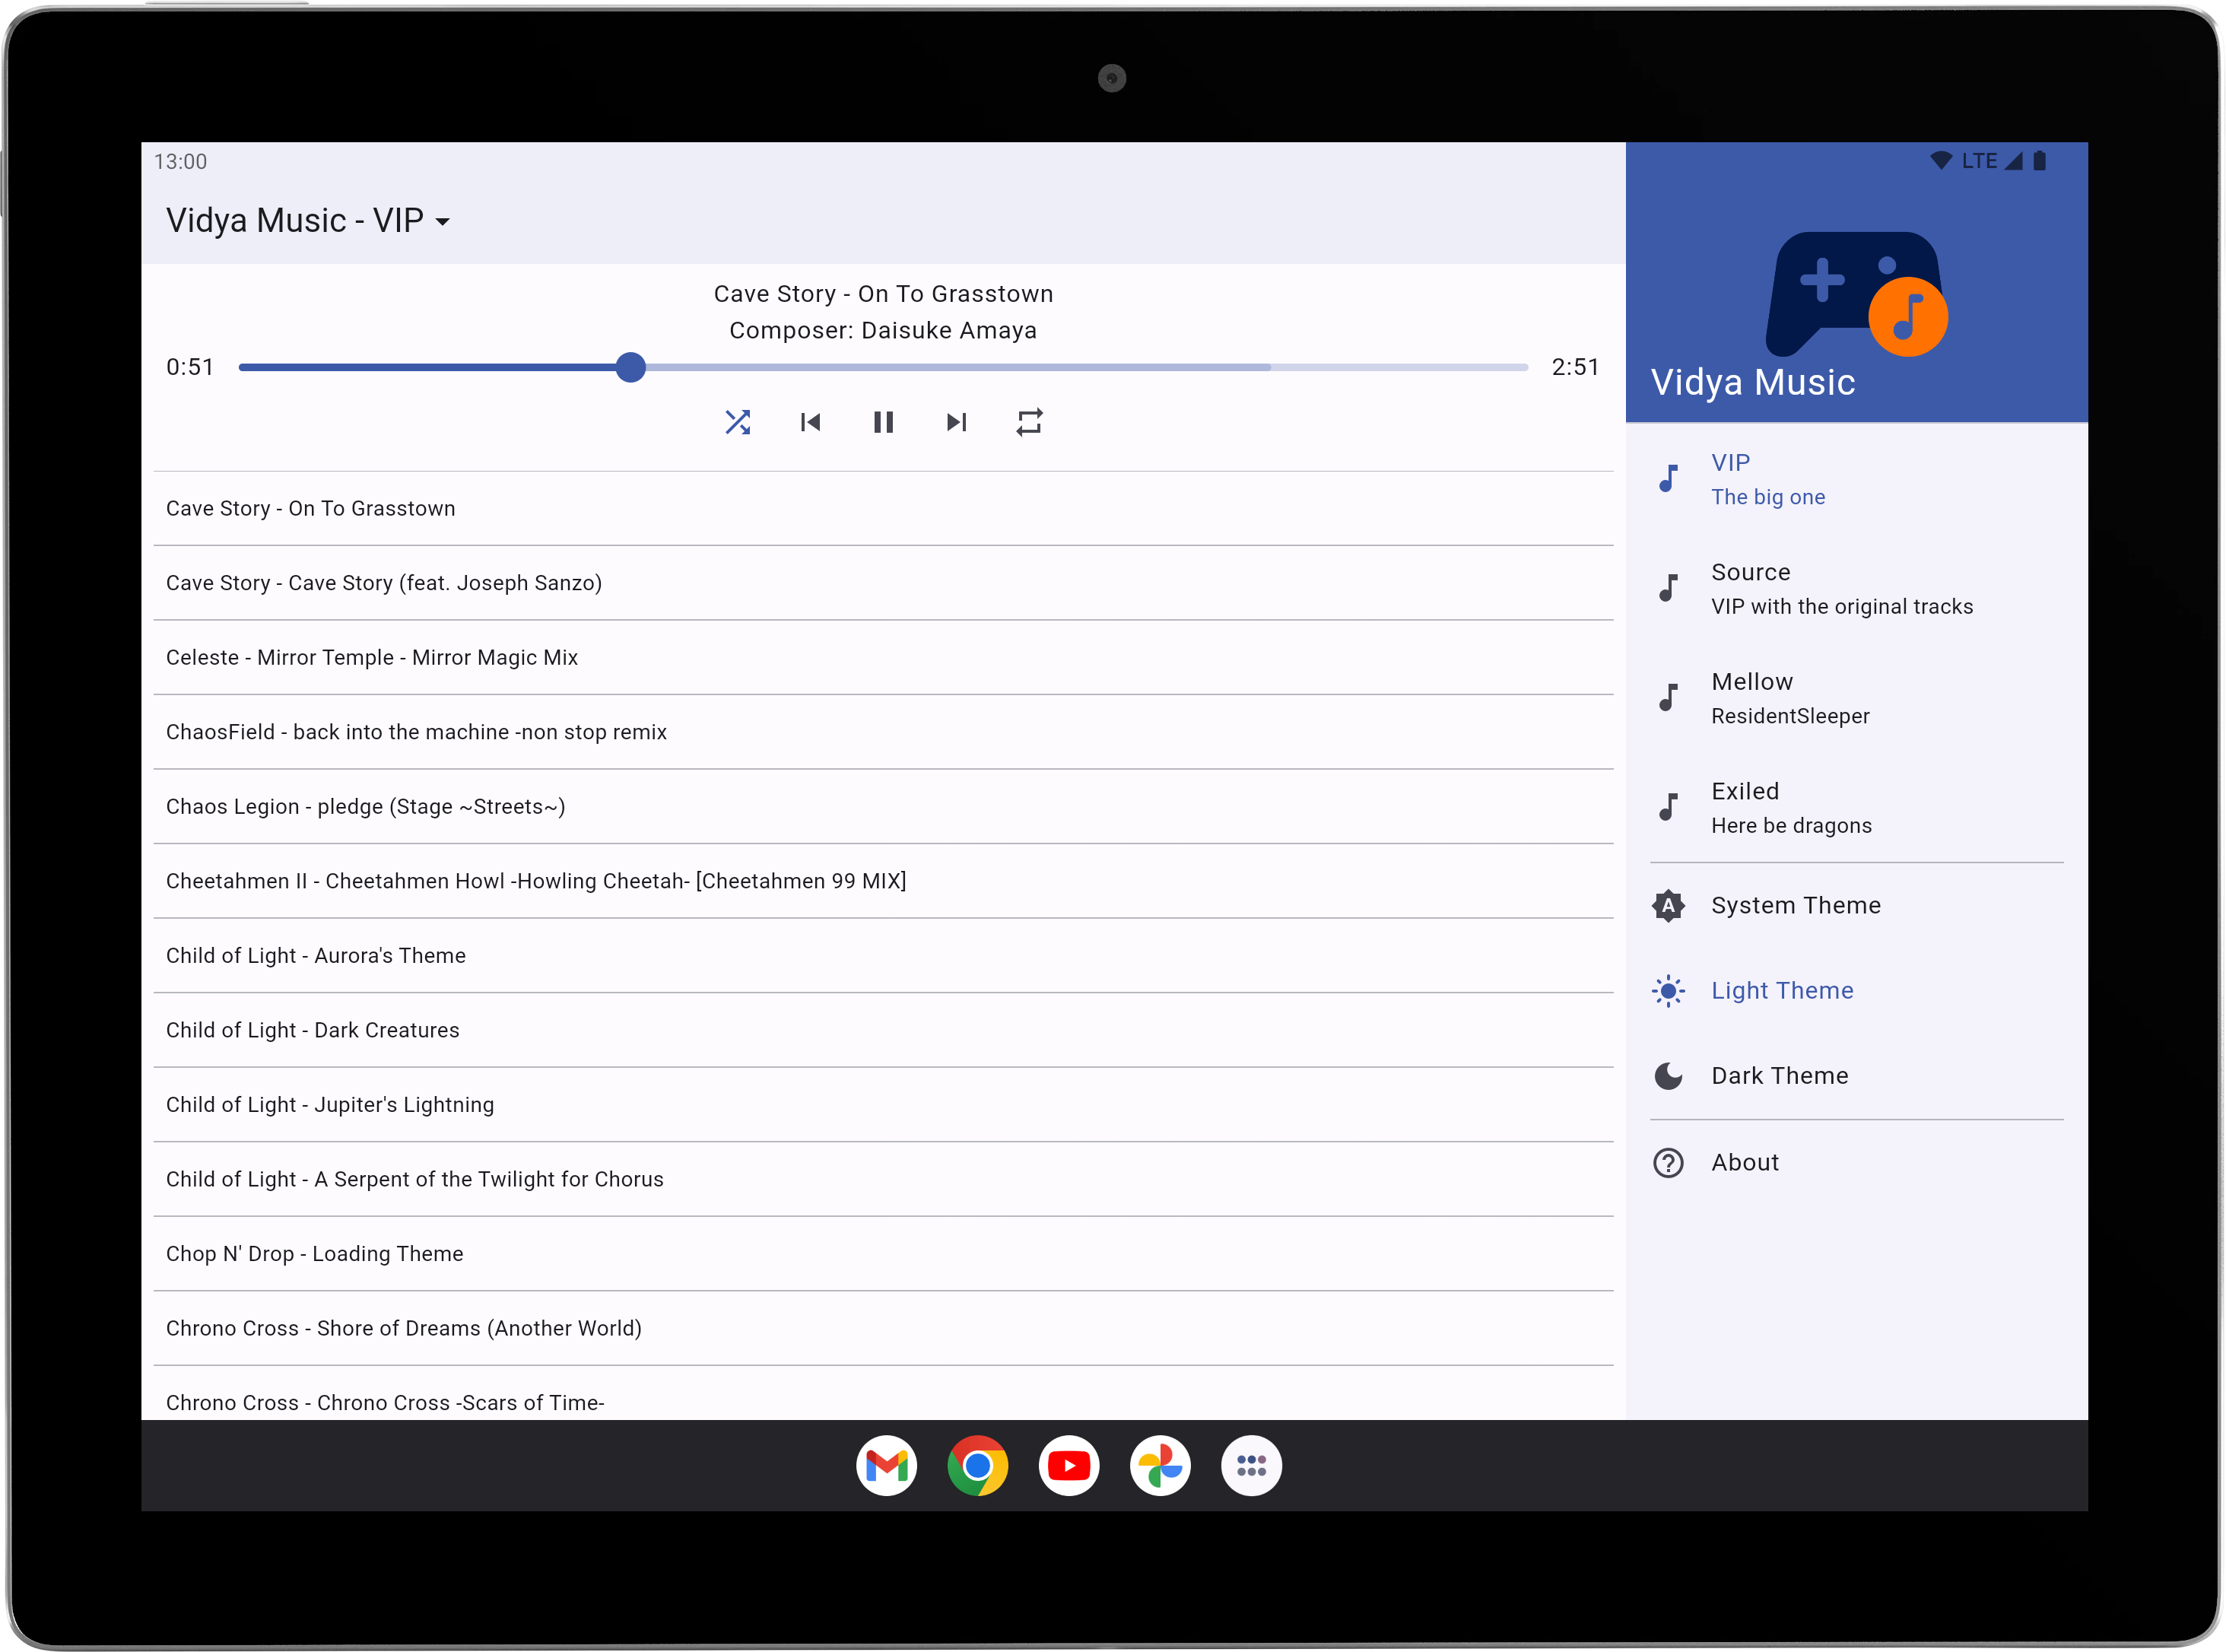 13:00
LTE
Vidya Music - VIP
Cave Story - On To Grasstown
Composer: Daisuke Amaya
0:51
2:51
Cave Story - On To Grasstown
Cave Story - Cave Story (feat. Joseph Sanzo)
Celeste - Mirror Temple - Mirror Magic Mix
ChaosField - back into the machine -non stop remix
Chaos Legion - pledge (Stage ~Streets~)
Cheetahmen II - Cheetahmen Howl -Howling Cheetah- [Cheetahmen 99 MIX]
Child of Light - Aurora's Theme
Child of Light - Dark Creatures
Child of Light - Jupiter's Lightning
Child of Light - A Serpent of the Twilight for Chorus
Chop N' Drop - Loading Theme
Chrono Cross - Shore of Dreams (Another World)
Chrono Cross - Chrono Cross -Scars of Time-
Vidya Music
VIP
The big one
Source
VIP with the original tracks
Mellow
ResidentSleeper
Exiled
Here be dragons
A
System Theme
Light Theme
Dark Theme
?
About